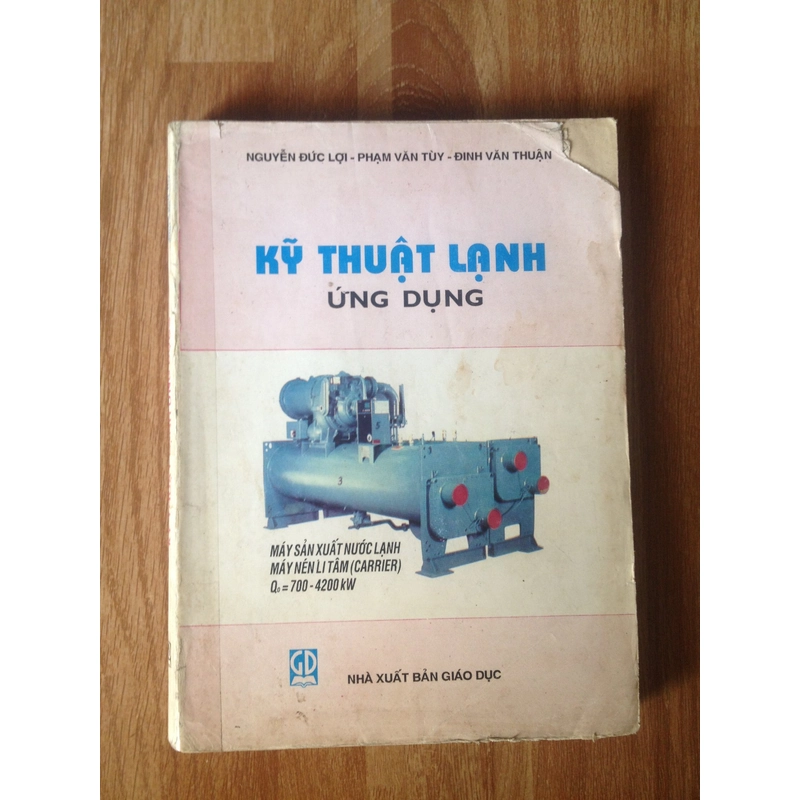 NGUYỄN ĐỨC LỢI - PHẠM VĂN TÙY - ĐINH VĂN THUẬN
KỸ THUẬT LẠNH
ỨNG DỤNG
3
MÁY SẢN XUẤT NƯỚC LẠNH
MÁY NÉN LI TÂM (CARRIER)
Q₀ = 700 - 4200 kW
GD
NHÀ XUẤT BẢN GIÁO DỤC